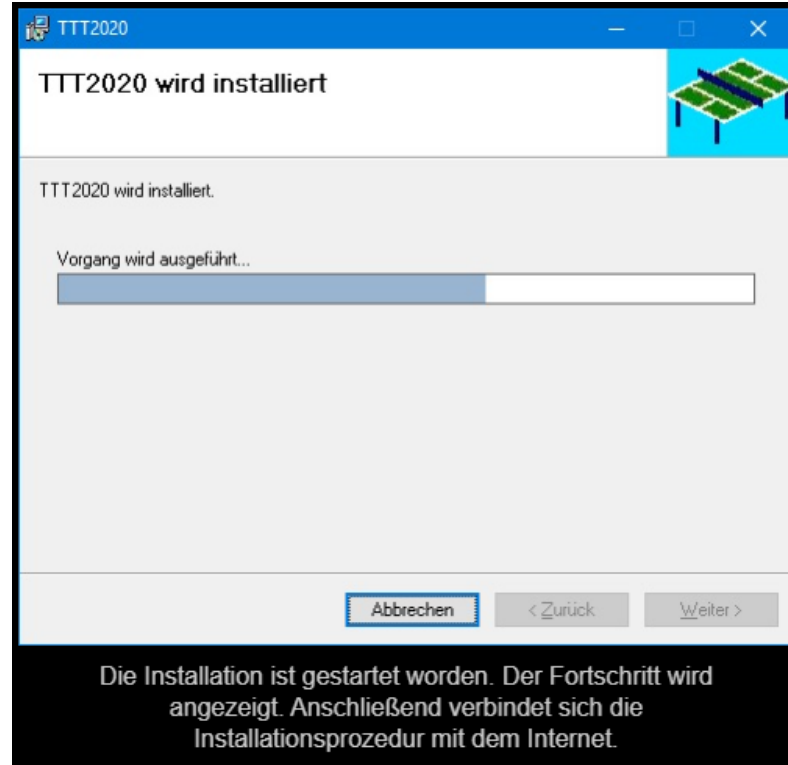 TTT2020
TTT2020 wird installiert
TTT2020 wird installiert.
Vorgang wird ausgeführt...
Abbrechen < Zurück Weiter >
Die Installation ist gestartet worden. Der Fortschritt wird
angezeigt. Anschließend verbindet sich die
Installationsprozedur mit dem Internet.